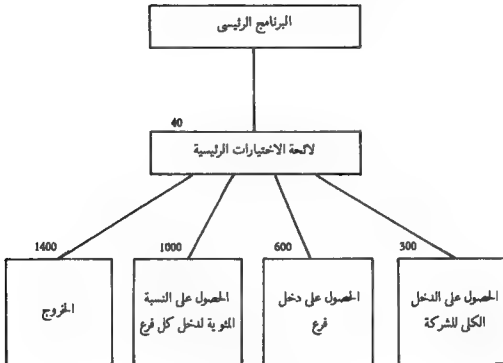 البرنامج الرئيسى
40
لائحة الاختيارات الرئيسية
300
600
1000
1400
الحصول على الدخل
الكلى للشركة
الحصول على دخل
فرع
الحصول على النسبة
المئوية لدخل كل فرع
الخروج